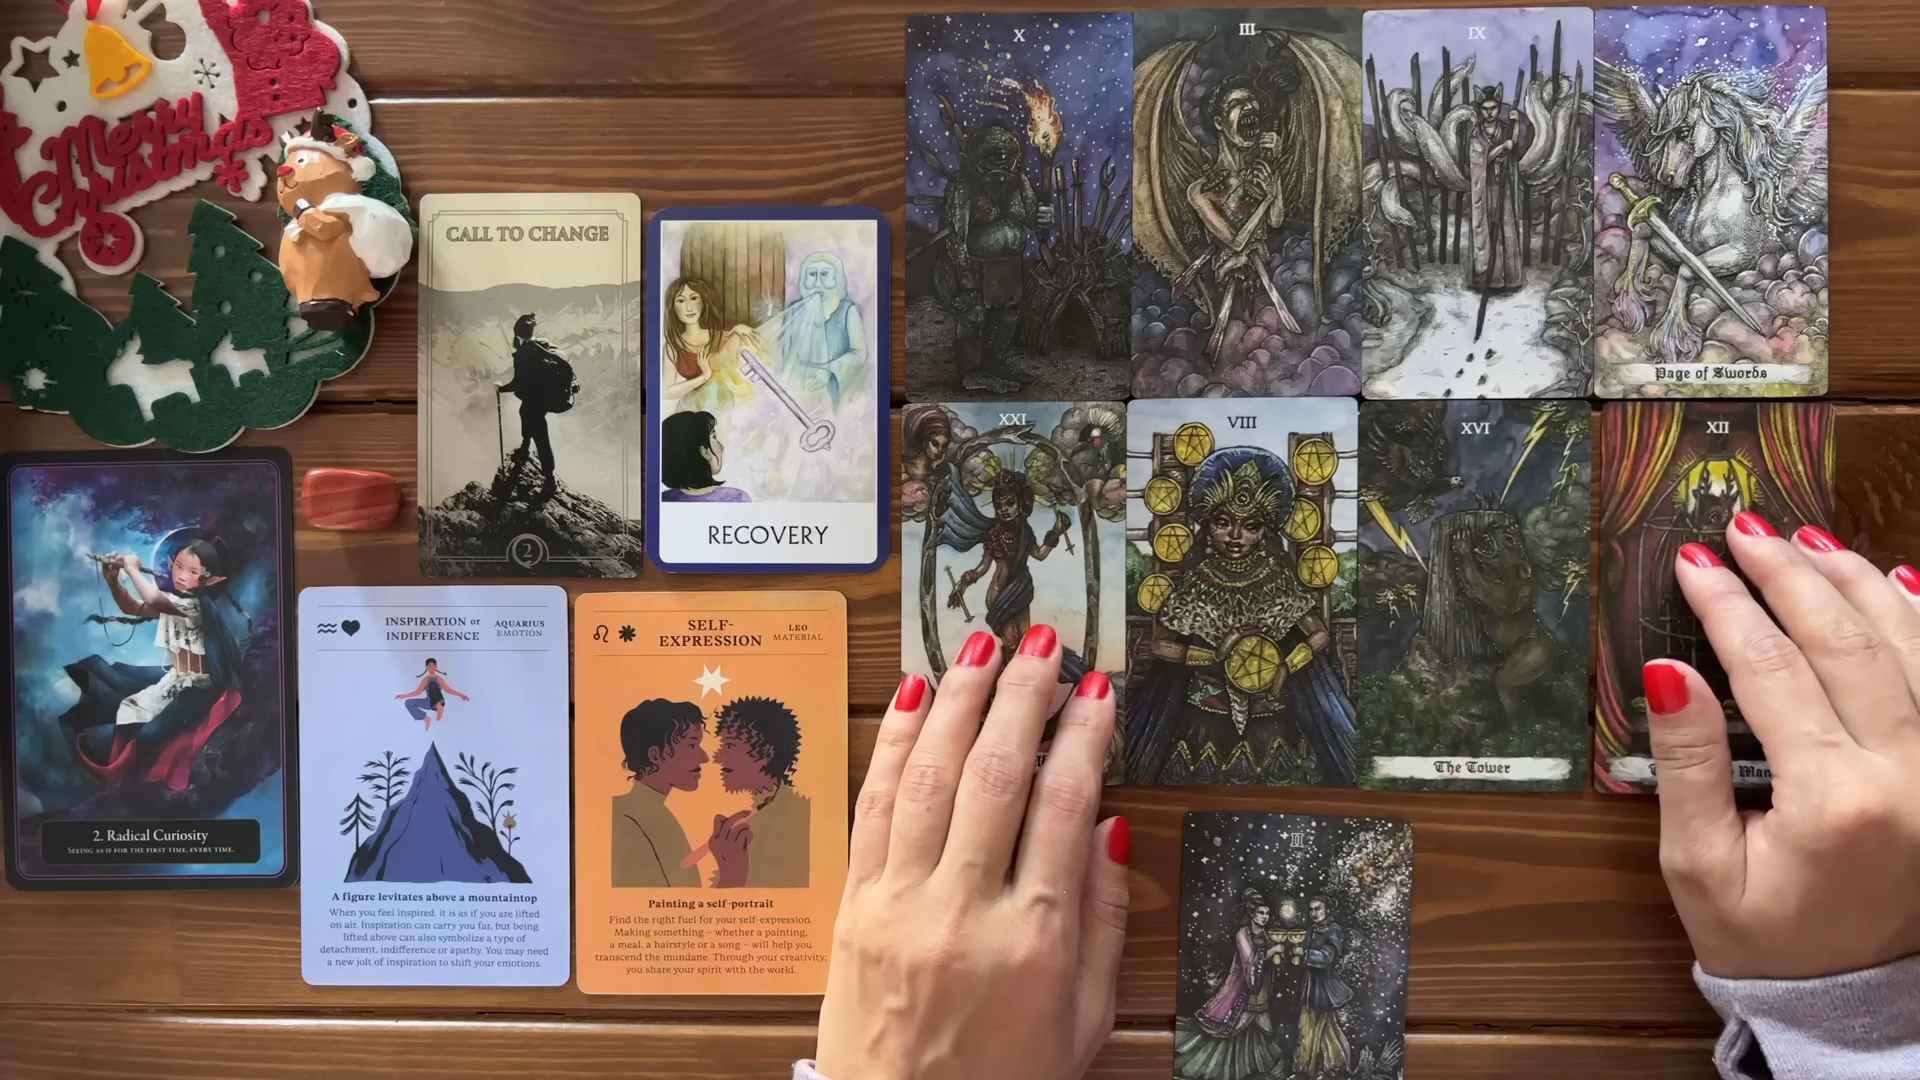 Merry
Christmas
CALL TO CHANGE
2
RECOVERY
2. Radical Curiosity
SEEING AS IF FOR THE FIRST TIME, EVERY TIME.
INSPIRATION or
INDIFFERENCE
AQUARIUS
EMOTION
A figure levitates above a mountaintop
When you feel inspired, it is as if you are lifted
on air. Inspiration can carry you far, but being
lifted above can also symbolize a type of
detachment, indifference or apathy. You may need
a new jolt of inspiration to shift your emotions.
SELF-
EXPRESSION
LEO
MATERIAL
Painting a self-portrait
Find the right fuel for your self-expression.
Making something – whether a painting,
a meal, a hairstyle or a song – will help you
transcend the mundane. Through your creativity,
you share your spirit with the world.
X
III
IX
Page of Swords
XXI
VIII
XVI
The Tower
XII
Man
II